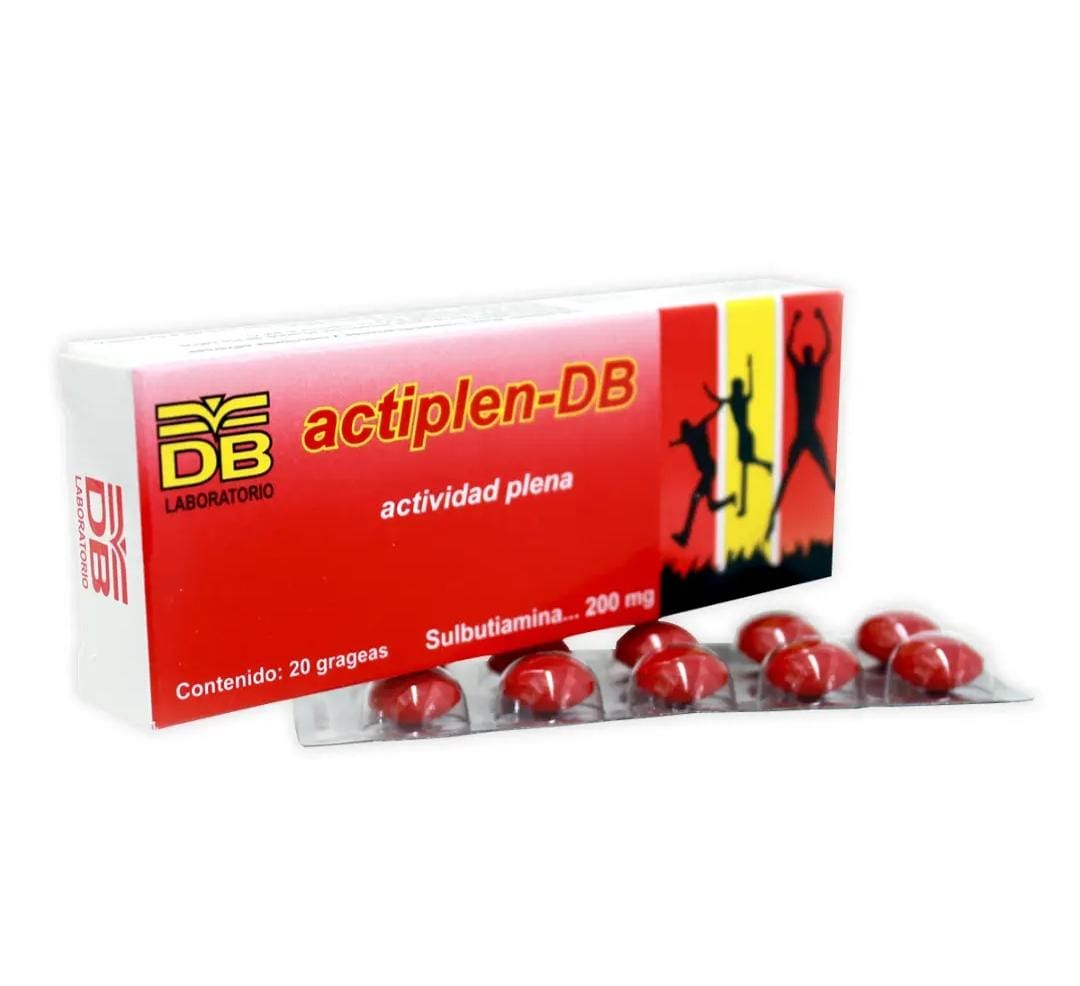 DB
LABORATORIO
actiplen-DB
actividad plena
Sulbutiamina... 200 mg
Contenido: 20 grageas
DB
LABORATORIO